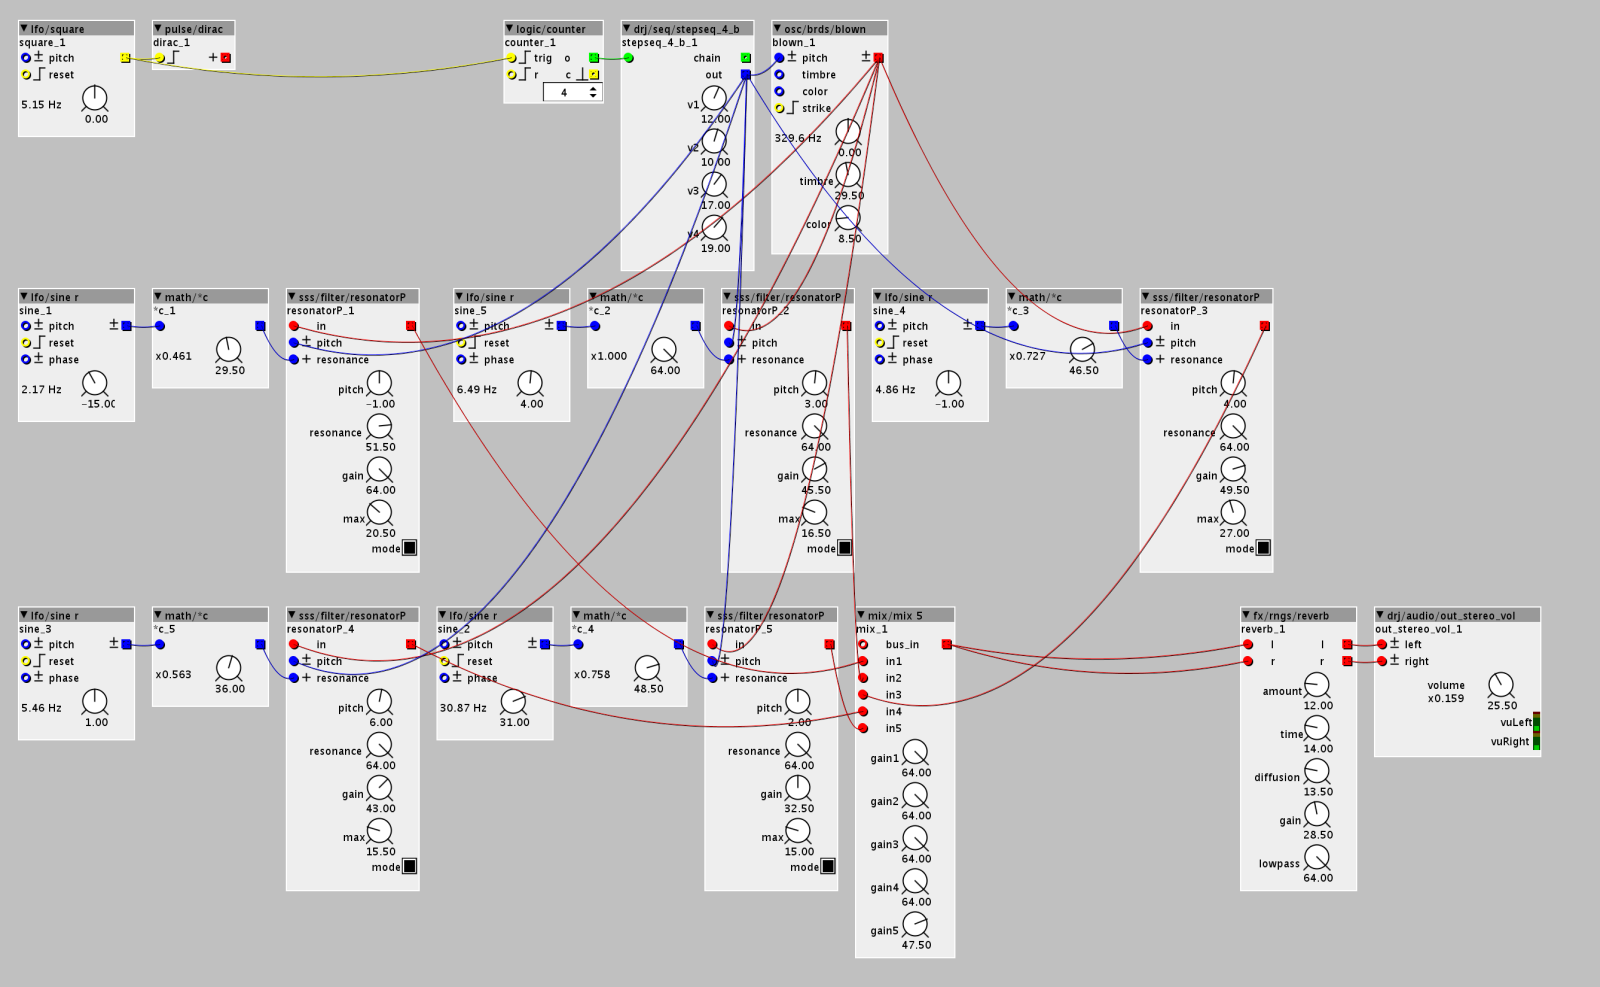 lfo/square
square_1
pitch
reset
5.15 Hz
0.00
pulse/dirac
dirac_1
+
logic/counter
counter_1
trig o
r c
4
drj/seq/stepseq_4_b
stepseq_4_b_1
chain
out
v1
12.00
v2
10.00
v3
17.00
v4
19.00
osc/brds/blown
blown_1
± pitch ±
timbre
color
strike
329.6 Hz
0.00
timbre
29.50
color
8.50
lfo/sine r
sine_1
± pitch ±
reset
± phase
2.17 Hz
-15.00
math/*c
*c_1
x0.461
29.50
sss/filter/resonatorP
resonatorP_1
in
± pitch
+ resonance
pitch
-1.00
resonance
51.50
gain
64.00
max
20.50
mode
lfo/sine r
sine_5
± pitch ±
reset
± phase
6.49 Hz
4.00
math/*c
*c_2
x1.000
64.00
sss/filter/resonatorP
resonatorP_2
in
± pitch
+ resonance
pitch
3.00
resonance
64.00
gain
45.50
max
16.50
mode
lfo/sine r
sine_4
± pitch ±
reset
± phase
4.86 Hz
-1.00
math/*c
*c_3
x0.727
46.50
sss/filter/resonatorP
resonatorP_3
in
± pitch
+ resonance
pitch
4.00
resonance
64.00
gain
49.50
max
27.00
mode
lfo/sine r
sine_3
± pitch ±
reset
± phase
5.46 Hz
1.00
math/*c
*c_5
x0.563
36.00
sss/filter/resonatorP
resonatorP_4
in
± pitch
+ resonance
pitch
6.00
resonance
64.00
gain
43.00
max
15.50
mode
lfo/sine r
sine_2
± pitch ±
reset
± phase
30.87 Hz
31.00
math/*c
*c_4
x0.758
48.50
sss/filter/resonatorP
resonatorP_5
in
± pitch
+ resonance
pitch
2.00
resonance
64.00
gain
32.50
max
15.00
mode
mix/mix 5
mix_1
bus_in
in1
in2
in3
in4
in5
gain1
64.00
gain2
64.00
gain3
64.00
gain4
64.00
gain5
47.50
fx/rngs/reverb
reverb_1
l l
r r
amount
12.00
time
14.00
diffusion
13.50
gain
28.50
lowpass
64.00
drj/audio/out_stereo_vol
out_stereo_vol_1
± left
± right
volume
x0.159
25.50
vuLeft
vuRight